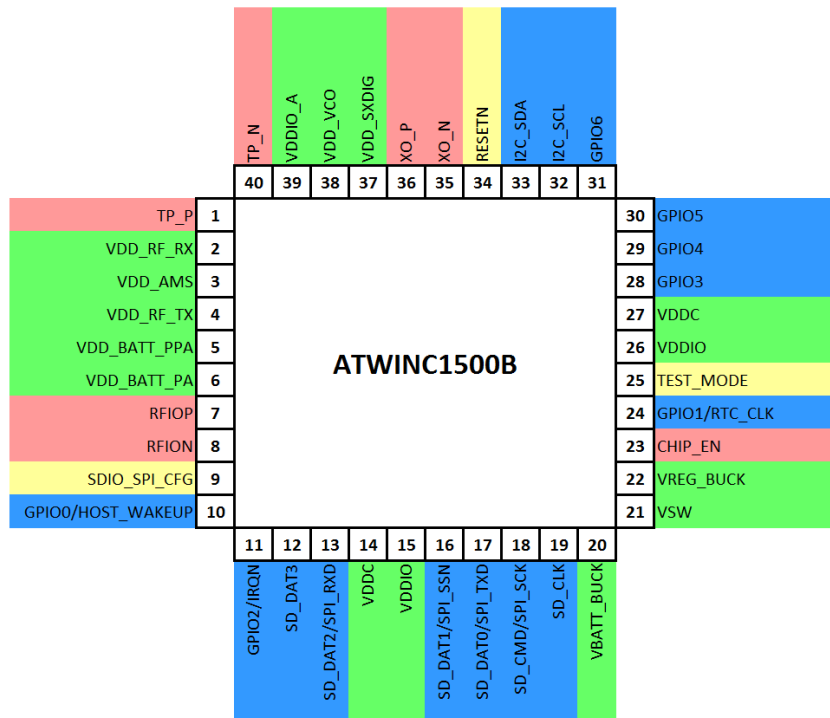 TP_N
VDDIO_A
VDD_VCO
VDD_SXDIG
XO_P
XO_N
RESETN
I2C_SDA
I2C_SCL
GPIO6
40 39 38 37 36 35 34 33 32 31
TP_P 1
VDD_RF_RX 2
VDD_AMS 3
VDD_RF_TX 4
VDD_BATT_PPA 5
VDD_BATT_PA 6
RFIOP 7
RFION 8
SDIO_SPI_CFG 9
GPIO0/HOST_WAKEUP 10
ATWINC1500B
30 GPIO5
29 GPIO4
28 GPIO3
27 VDDC
26 VDDIO
25 TEST_MODE
24 GPIO1/RTC_CLK
23 CHIP_EN
22 VREG_BUCK
21 VSW
11 12 13 14 15 16 17 18 19 20
GPIO2/IRQN
SD_DAT3
SD_DAT2/SPI_RXD
VDDC
VDDIO
SD_DAT1/SPI_SSN
SD_DAT0/SPI_TXD
SD_CMD/SPI_SCK
SD_CLK
VBATT_BUCK